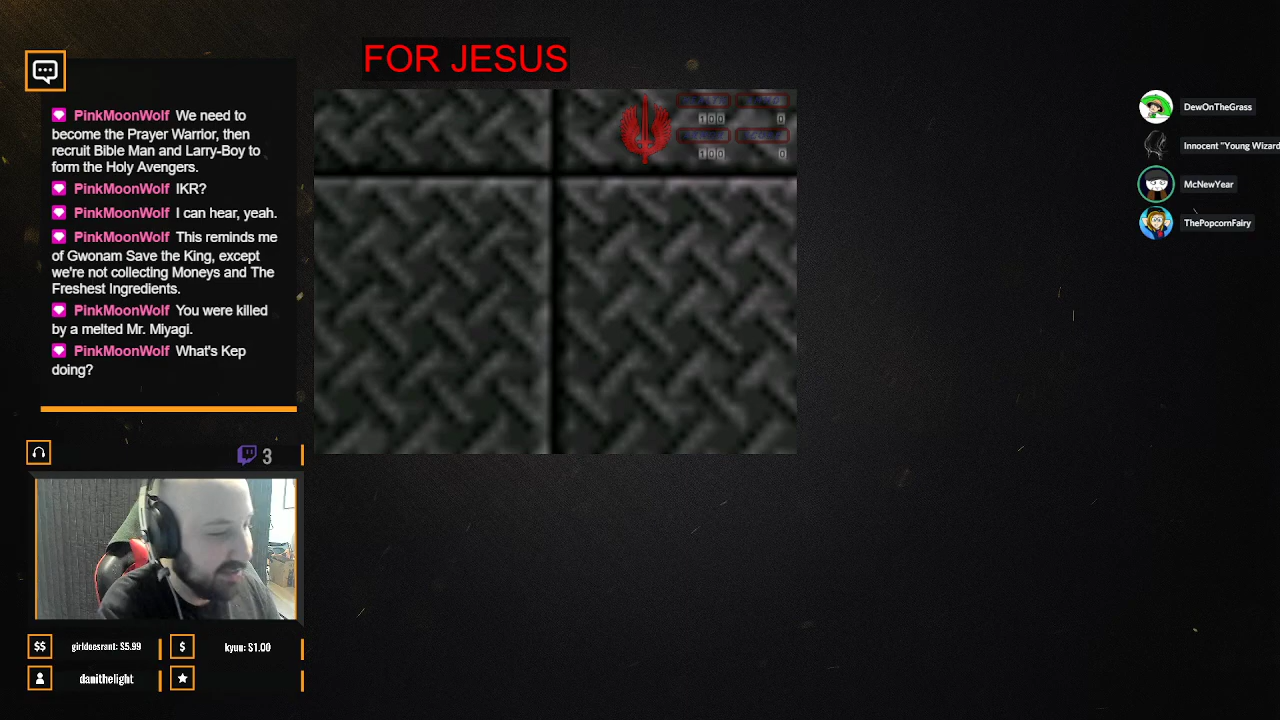 FOR JESUS
PinkMoonWolf We need to
become the Prayer Warrior, then
recruit Bible Man and Larry-Boy to
form the Holy Avengers.
PinkMoonWolf IKR?
PinkMoonWolf I can hear, yeah.
PinkMoonWolf This reminds me
of Gwonam Save the King, except
we're not collecting Moneys and The
Freshest Ingredients.
PinkMoonWolf You were killed
by a melted Mr. Miyagi.
PinkMoonWolf What's Kep
doing?
100 0
100 0
DewOnTheGrass
Innocent "Young Wizard
McNewYear
ThePopcornFairy
3
$$ girldoesrant: $5.99 $ kyuu: $1.00
danithelight